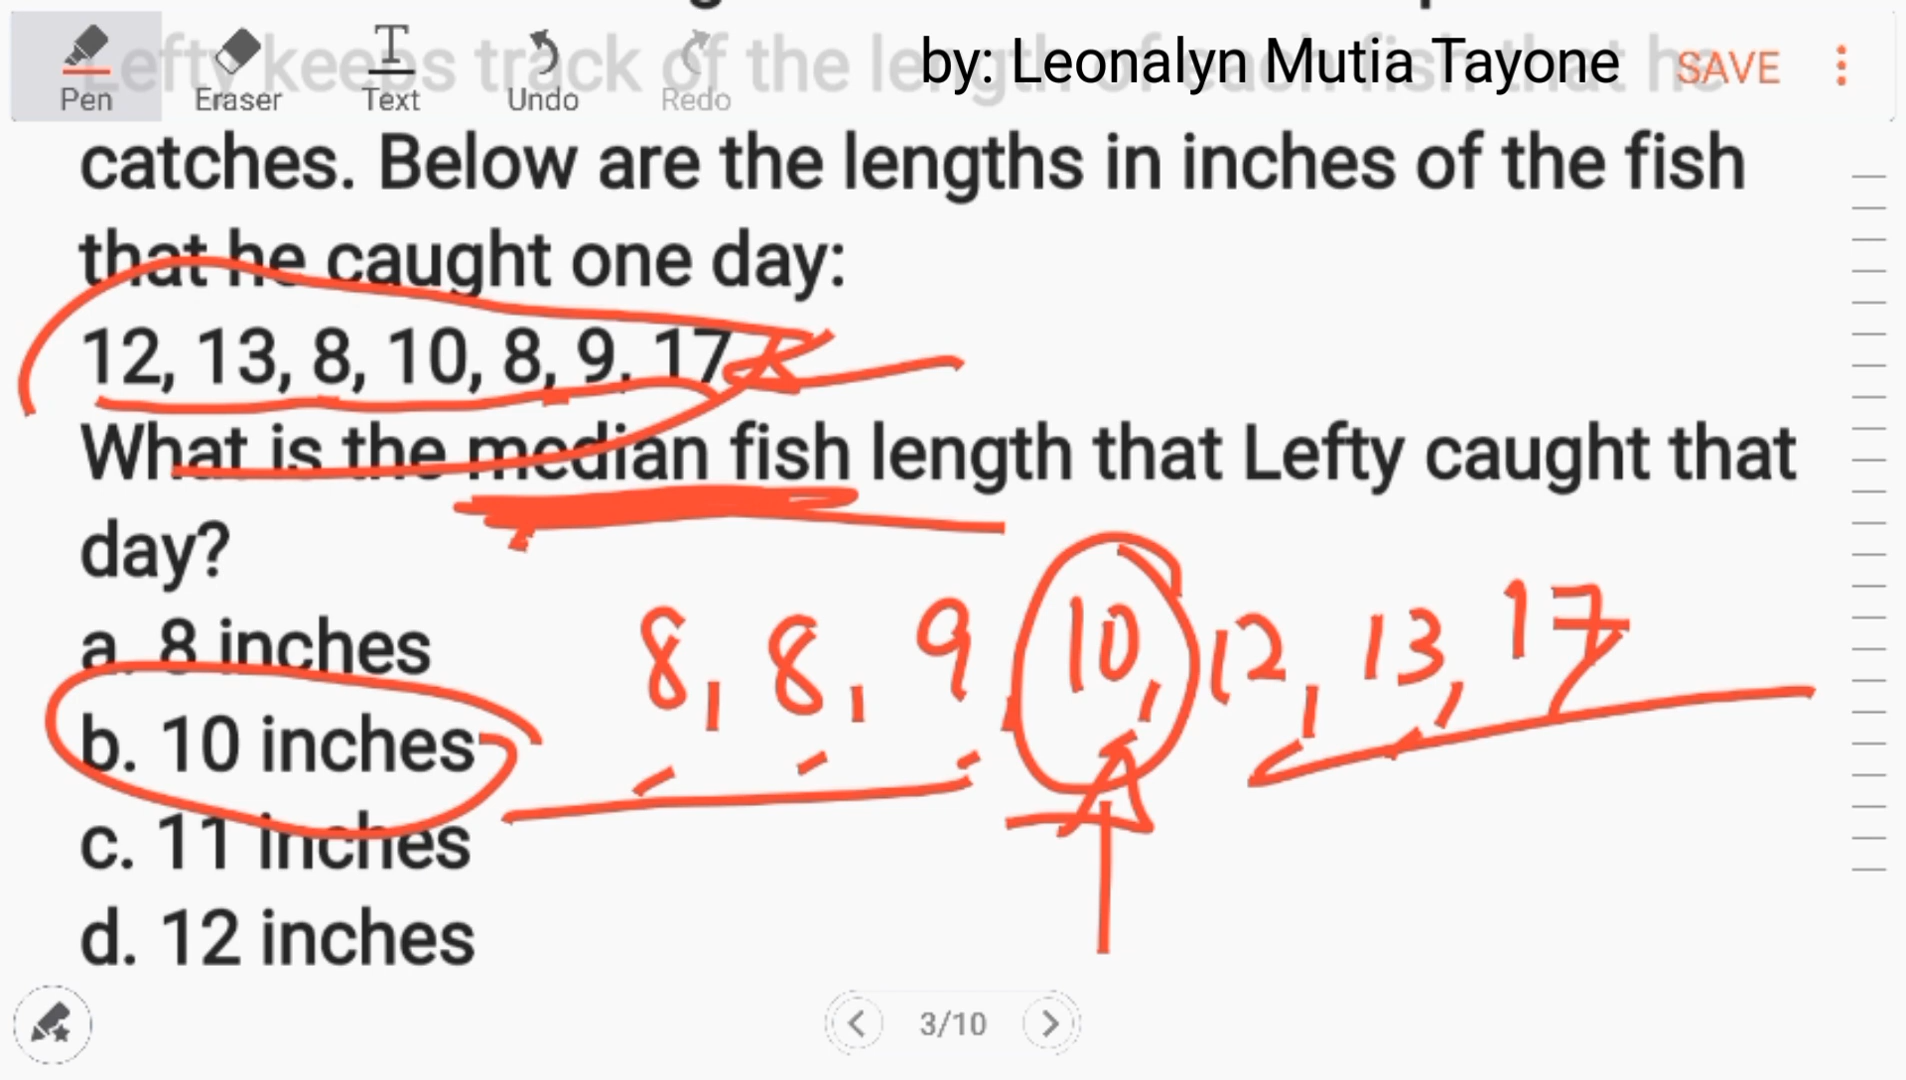 Lefty keeps track of the length of each fish that he
by: Leonalyn Mutia Tayone
SAVE
Pen
Eraser
Text
Undo
Redo
catches. Below are the lengths in inches of the fish
that he caught one day:
12, 13, 8, 10, 8, 9, 17
What is the median fish length that Lefty caught that
day?
a. 8 inches
8, 8, 9, 10, 12, 13, 17
b. 10 inches
c. 11 inches
d. 12 inches
3/10